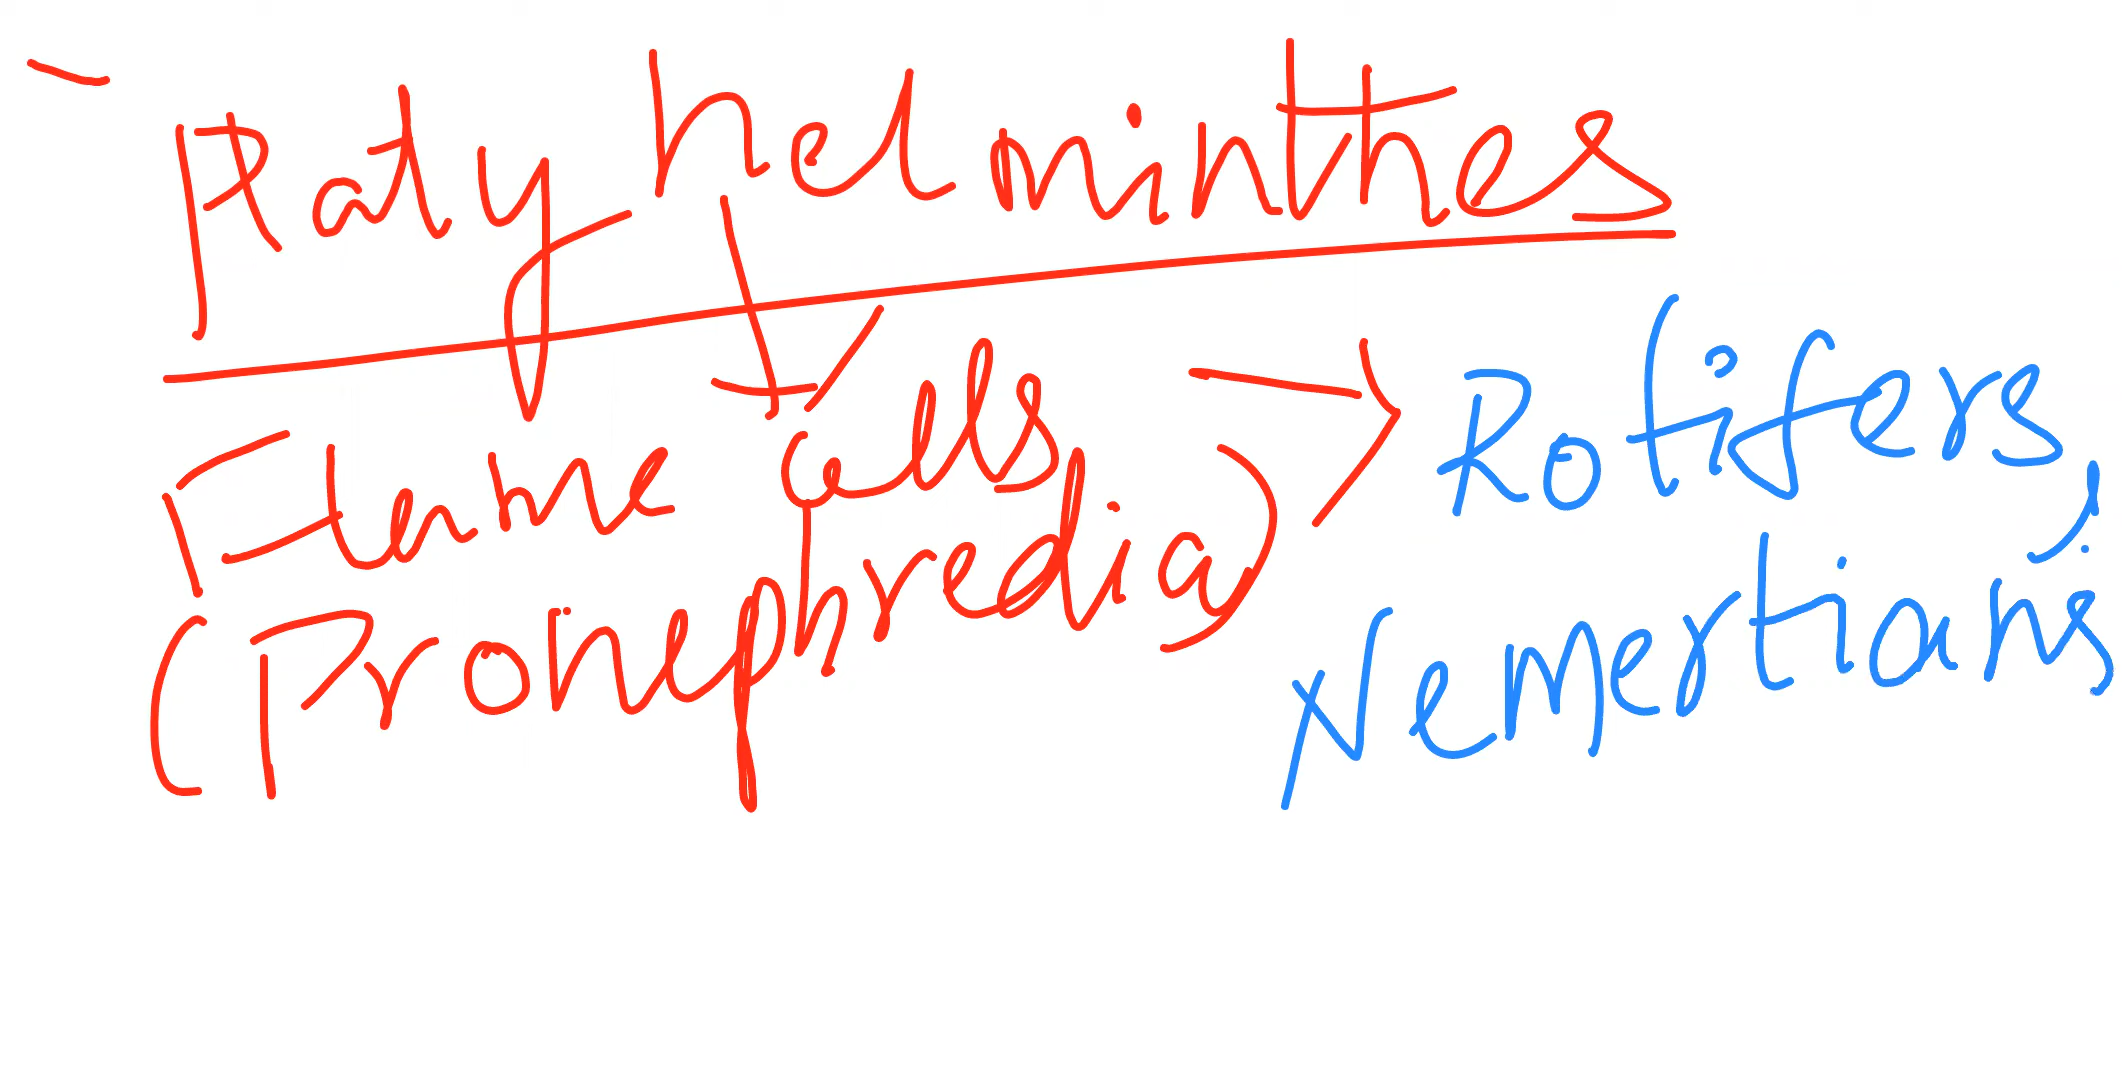 - Platyhelminthes
Flame cells → Rotifers,
(Pronephredia) Nemertians